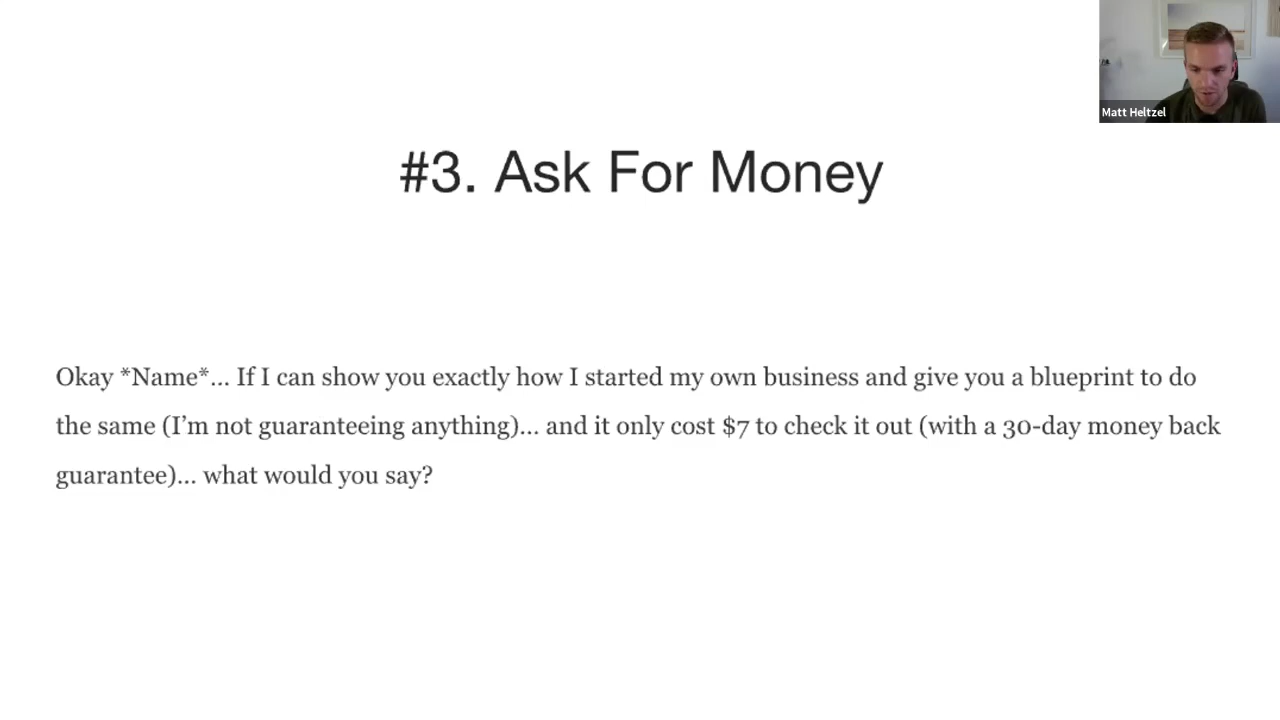 Matt Heltzel
#3. Ask For Money
Okay *Name*... If I can show you exactly how I started my own business and give you a blueprint to do
the same (I’m not guaranteeing anything)... and it only cost $7 to check it out (with a 30-day money back
guarantee)... what would you say?